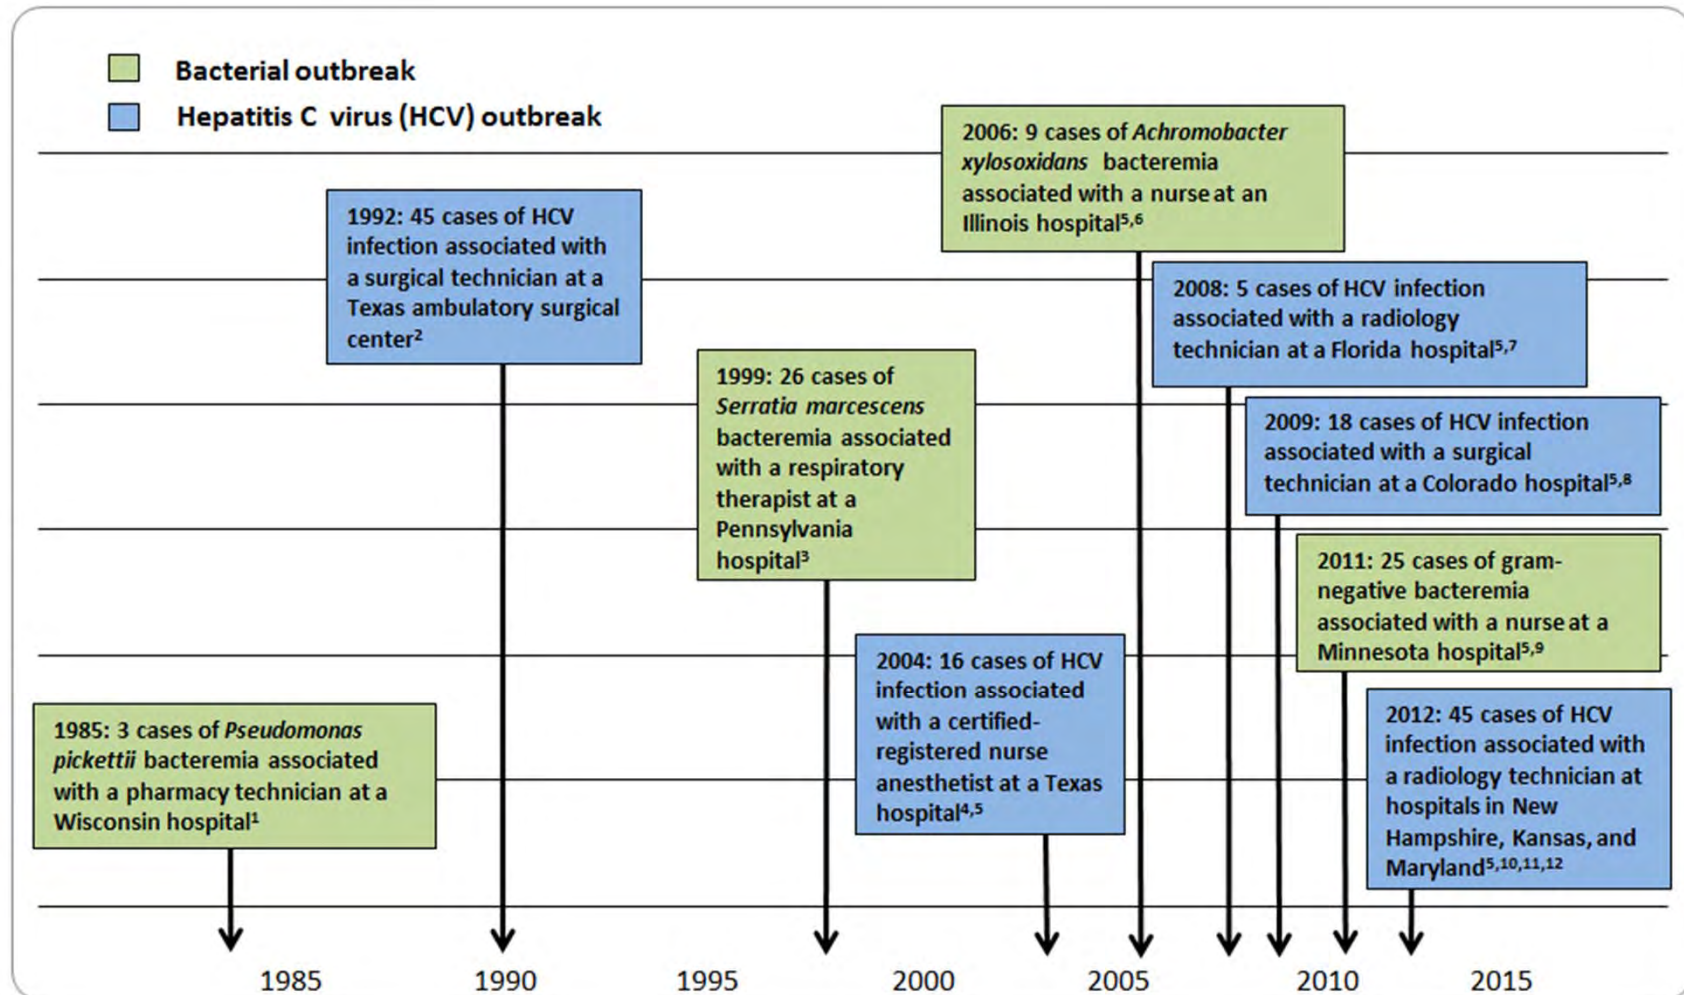 Bacterial outbreak
Hepatitis C virus (HCV) outbreak
2006: 9 cases of Achromobacter
xylosoxidans bacteremia
associated with a nurse at an
Illinois hospital5,6
1992: 45 cases of HCV
infection associated with
a surgical technician at a
Texas ambulatory surgical
center2
2008: 5 cases of HCV infection
associated with a radiology
technician at a Florida hospital5,7
1999: 26 cases of
Serratia marcescens
bacteremia associated
with a respiratory
therapist at a
Pennsylvania
hospital3
2009: 18 cases of HCV infection
associated with a surgical
technician at a Colorado hospital5,8
2011: 25 cases of gram-
negative bacteremia
associated with a nurse at a
Minnesota hospital5,9
2004: 16 cases of HCV
infection associated
with a certified-
registered nurse
anesthetist at a Texas
hospital4,5
1985: 3 cases of Pseudomonas
pickettii bacteremia associated
with a pharmacy technician at a
Wisconsin hospital1
2012: 45 cases of HCV
infection associated with
a radiology technician at
hospitals in New
Hampshire, Kansas, and
Maryland5,10,11,12
1985 1990 1995 2000 2005 2010 2015